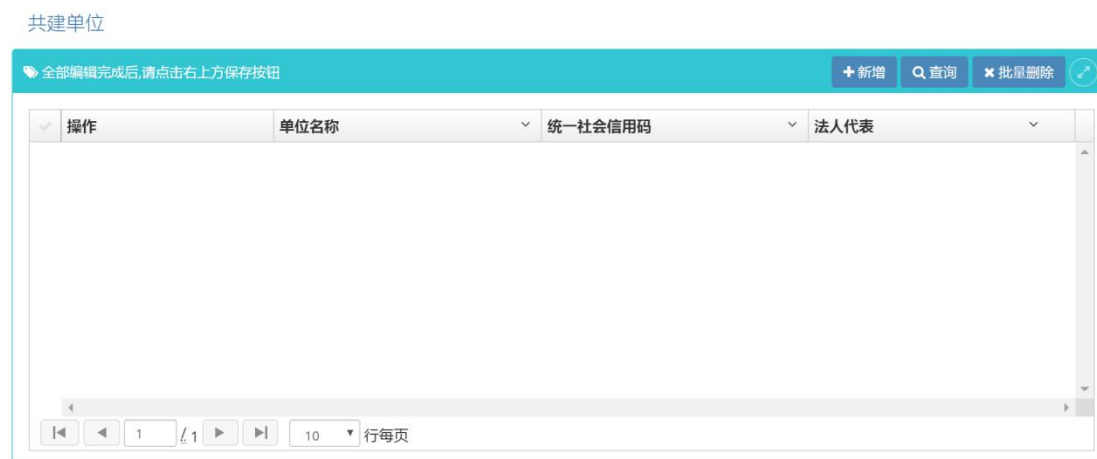 共建单位
全部编辑完成后,请点击右上方保存按钮 新增 查询 批量删除
操作 单位名称 统一社会信用码 法人代表
1 / 1 10 行每页